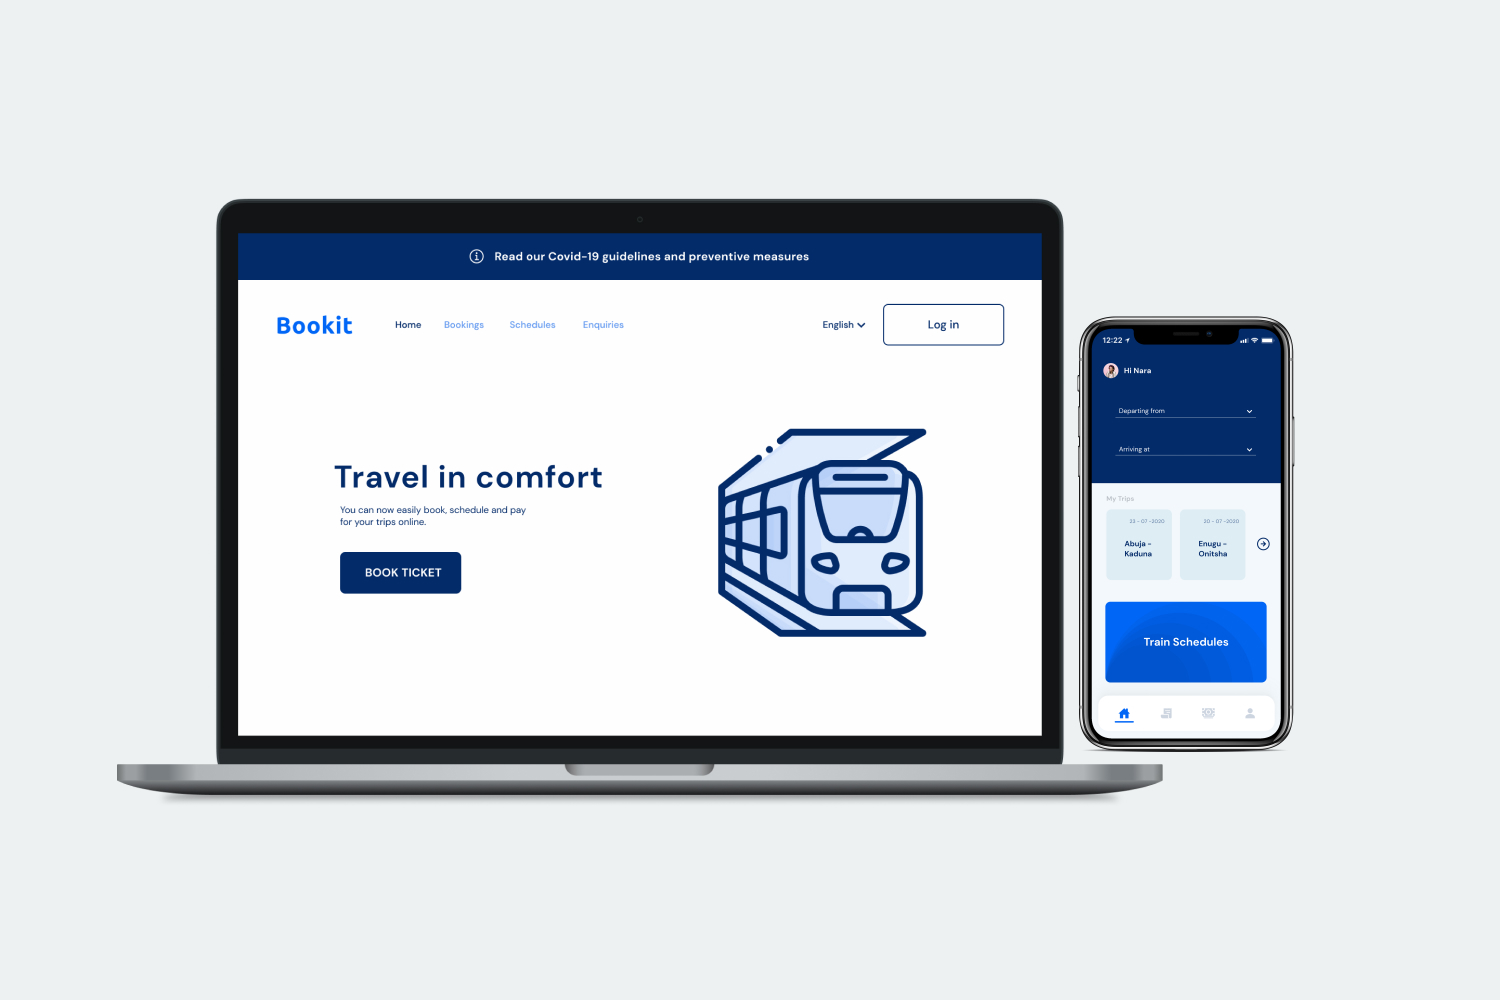 Read our Covid-19 guidelines and preventive measures
Bookit
Home
Bookings
Schedules
Enquiries
English
Log in
Travel in comfort
You can now easily book, schedule and pay
for your trips online.
BOOK TICKET
12:22
Hi Nara
Departing from
Arriving at
My Trips
23 - 07 -2020
Abuja -
Kaduna
20 - 07 -2020
Enugu -
Onitsha
Train Schedules